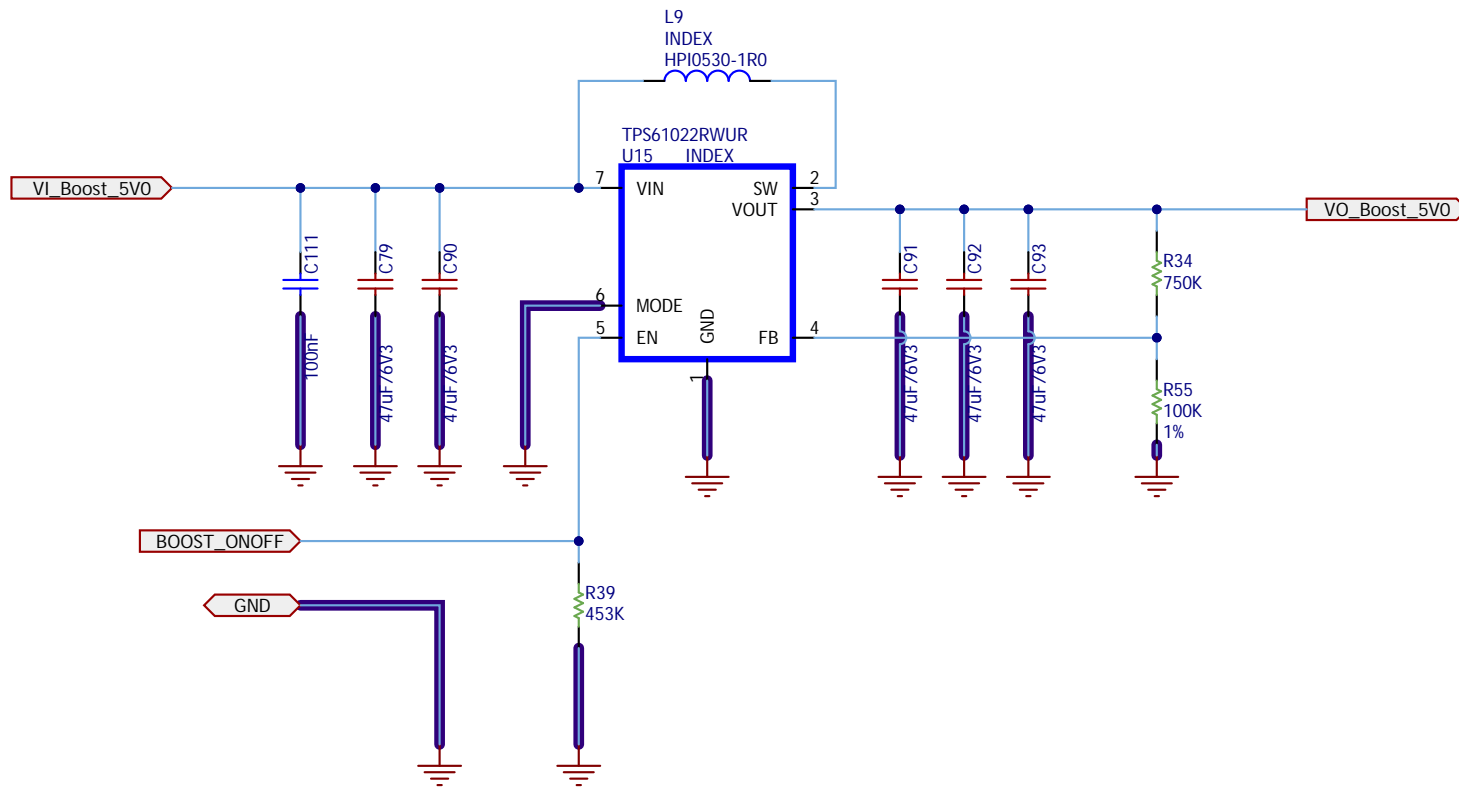 L9
INDEX
HPI0530-1R0
TPS61022RWUR
U15 INDEX
VI_Boost_5V0
7
VIN
SW
2
VOUT
3
VO_Boost_5V0
C111
C79
C90
C91
C92
C93
R34
750K
6
MODE
5
EN
GND
FB
4
1
100nF
47uF/6V3
47uF/6V3
47uF/6V3
47uF/6V3
47uF/6V3
R55
100K
1%
BOOST_ONOFF
GND
R39
453K